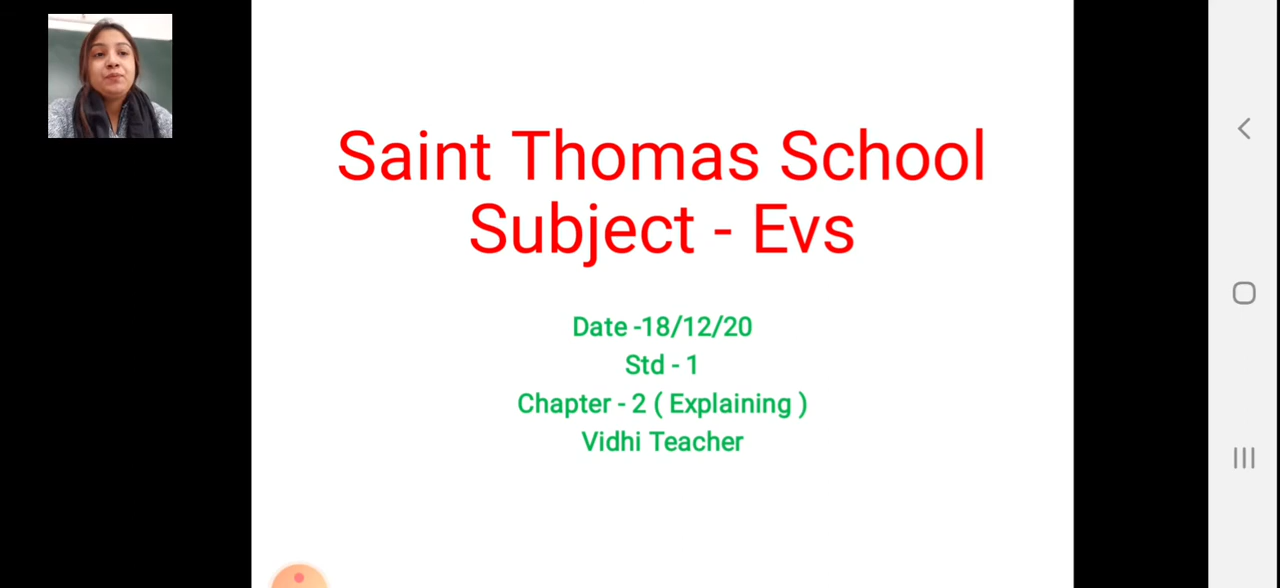 Saint Thomas School
Subject - Evs
Date -18/12/20
Std - 1
Chapter - 2 ( Explaining )
Vidhi Teacher